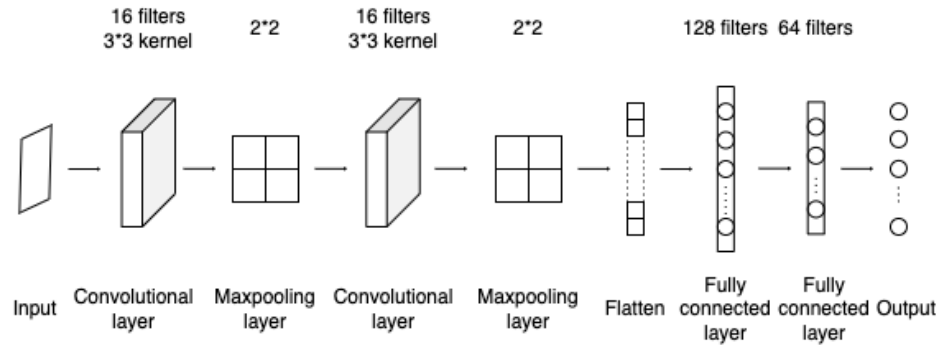 16 filters
3*3 kernel
2*2
16 filters
3*3 kernel
2*2
128 filters
64 filters
Input
Convolutional
layer
Maxpooling
layer
Convolutional
layer
Maxpooling
layer
Flatten
Fully
connected
layer
Fully
connected
layer
Output